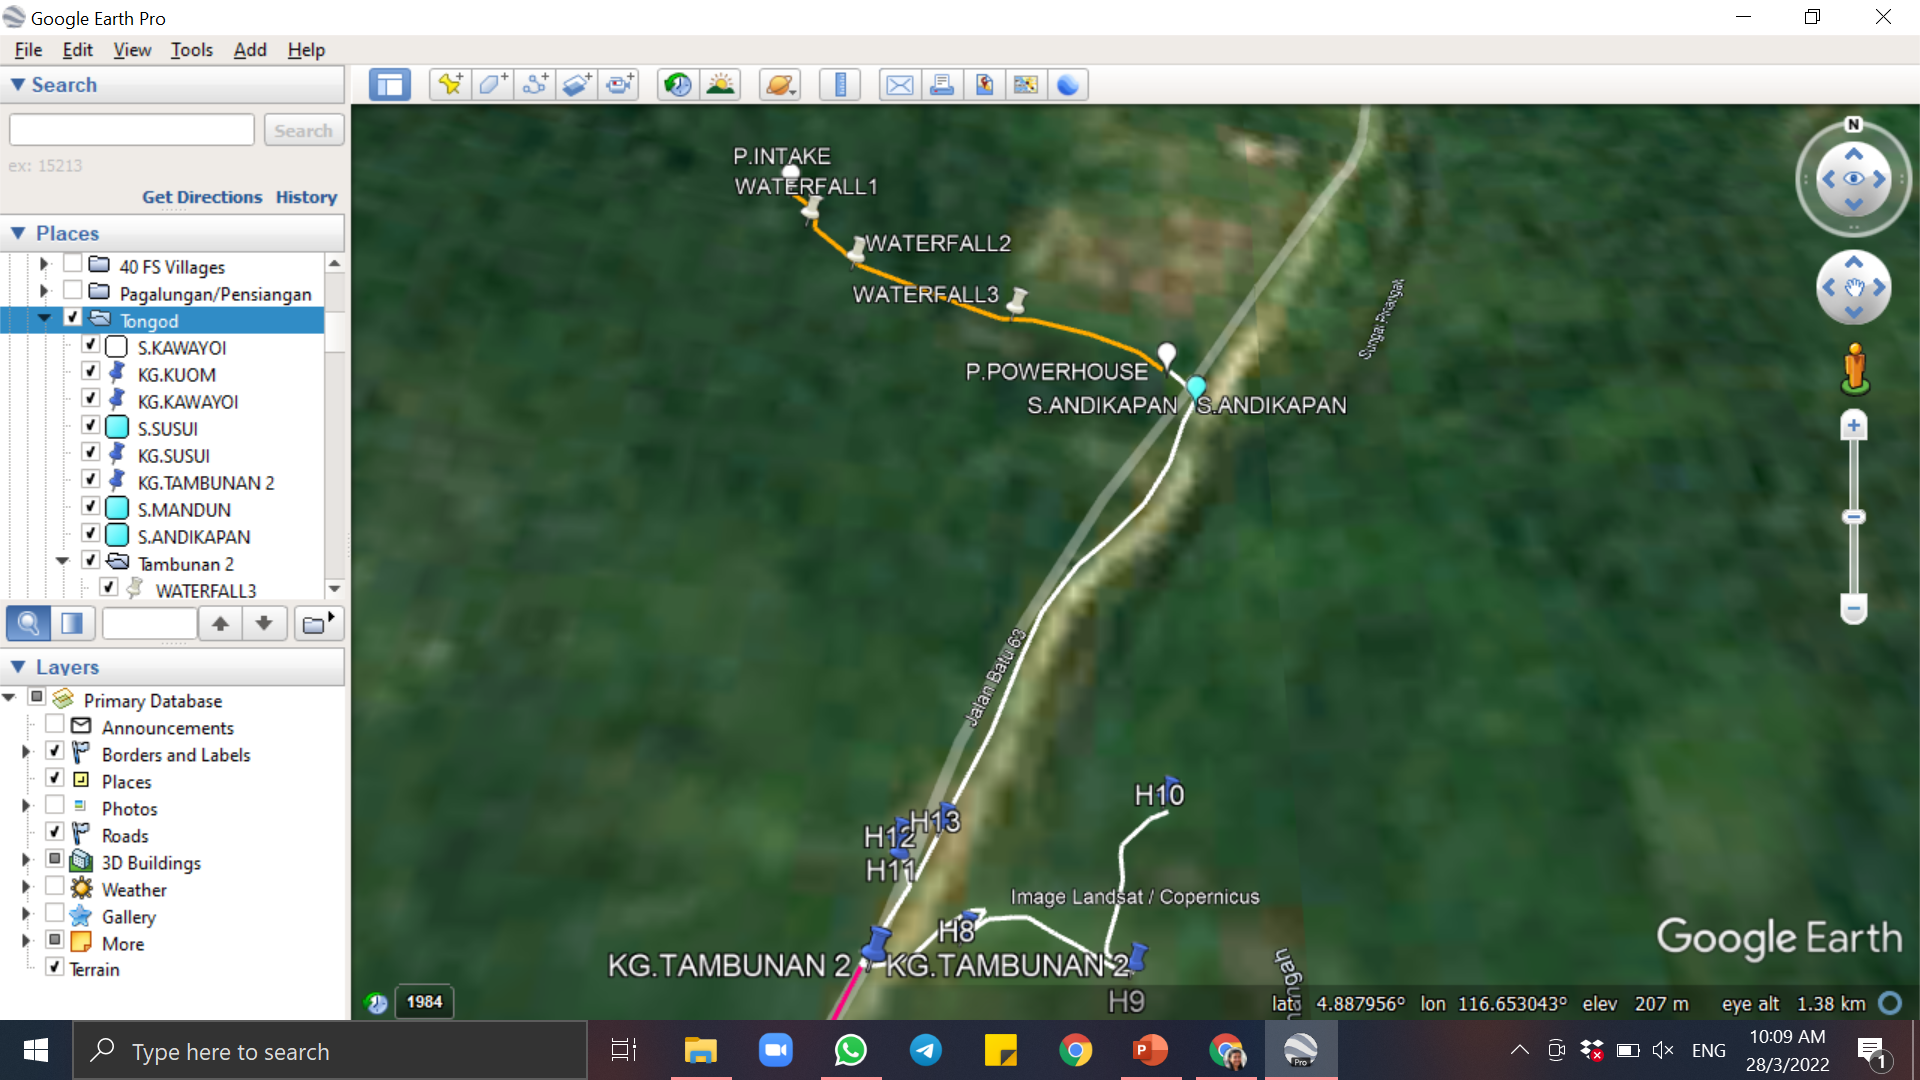 Google Earth Pro
File Edit View Tools Add Help
Search
Search
ex: 15213
Get Directions History
Places
40 FS Villages
Pagalungan/Pensiangan
Tongod
S.KAWAYOI
KG.KUOM
KG.KAWAYOI
S.SUSUI
KG.SUSUI
KG.TAMBUNAN 2
S.MANDUN
S.ANDIKAPAN
Tambunan 2
WATERFALL3
Layers
Primary Database
Announcements
Borders and Labels
Places
Photos
Roads
3D Buildings
Weather
Gallery
More
Terrain
N
P.INTAKE
WATERFALL1
WATERFALL2
WATERFALL3
P.POWERHOUSE
S.ANDIKAPAN S.ANDIKAPAN
Sungai
Jalan Batu 63
H10
H13
H12
H11
Image Landsat / Copernicus
H8
KG.TAMBUNAN 2 KG.TAMBUNAN 2
H9
Google Earth
1984
lat 4.887956° lon 116.653043° elev 207 m eye alt 1.38 km
Type here to search
P
Pro
ENG
10:09 AM
28/3/2022
1